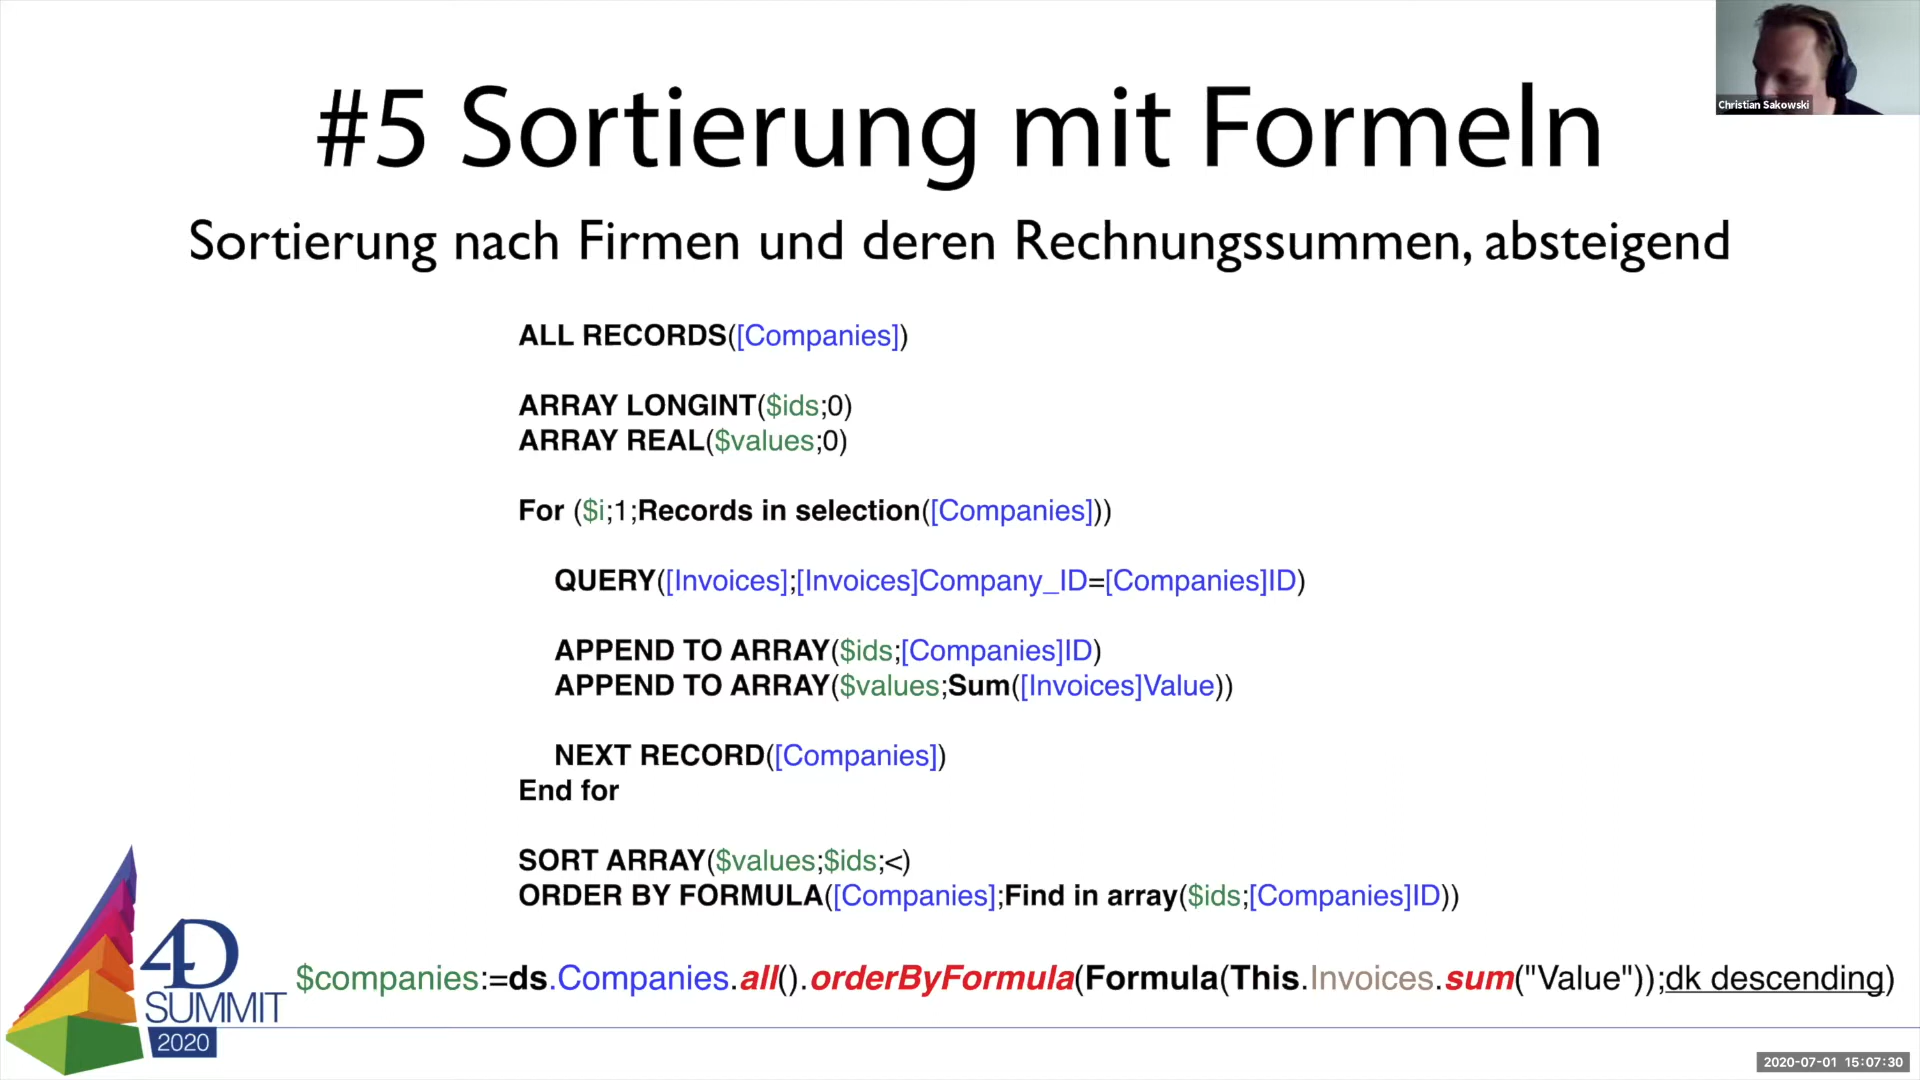 #5 Sortierung mit Formeln
Christian Sakowski
Sortierung nach Firmen und deren Rechnungssummen, absteigend
ALL RECORDS([Companies])
ARRAY LONGINT($ids;0)
ARRAY REAL($values;0)
For ($i;1;Records in selection([Companies]))
QUERY([Invoices];[Invoices]Company_ID=[Companies]ID)
APPEND TO ARRAY($ids;[Companies]ID)
APPEND TO ARRAY($values;Sum([Invoices]Value))
NEXT RECORD([Companies])
End for
SORT ARRAY($values;$ids;<)
ORDER BY FORMULA([Companies];Find in array($ids;[Companies]ID))
$companies:=ds.Companies.all().orderByFormula(Formula(This.Invoices.sum("Value"));dk descending)
4D
SUMMIT
2020
2020-07-01 15:07:30